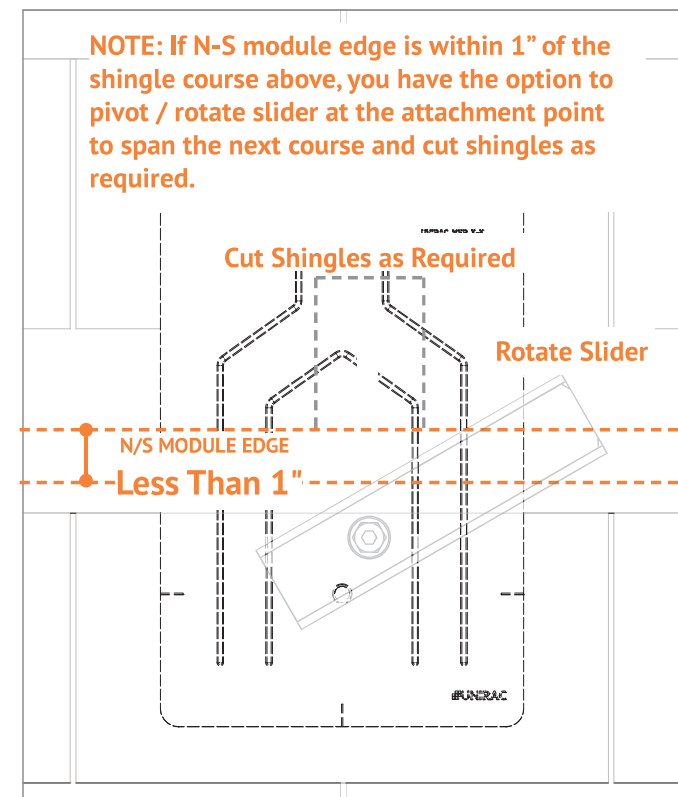 NOTE: If N-S module edge is within 1” of the
shingle course above, you have the option to
pivot / rotate slider at the attachment point
to span the next course and cut shingles as
required.
Cut Shingles as Required
Rotate Slider
N/S MODULE EDGE
Less Than 1"
UNIRAC